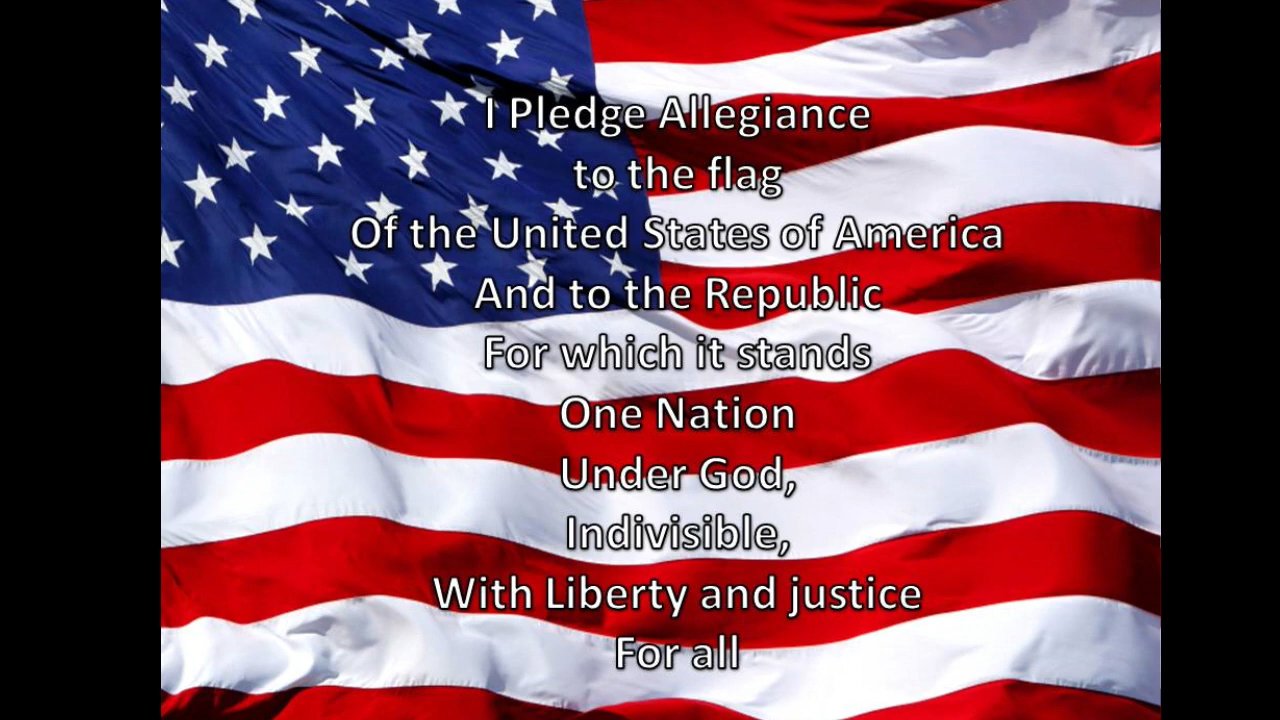 I Pledge Allegiance
to the flag
Of the United States of America
And to the Republic
For which it stands
One Nation
Under God,
Indivisible,
With Liberty and justice
For all